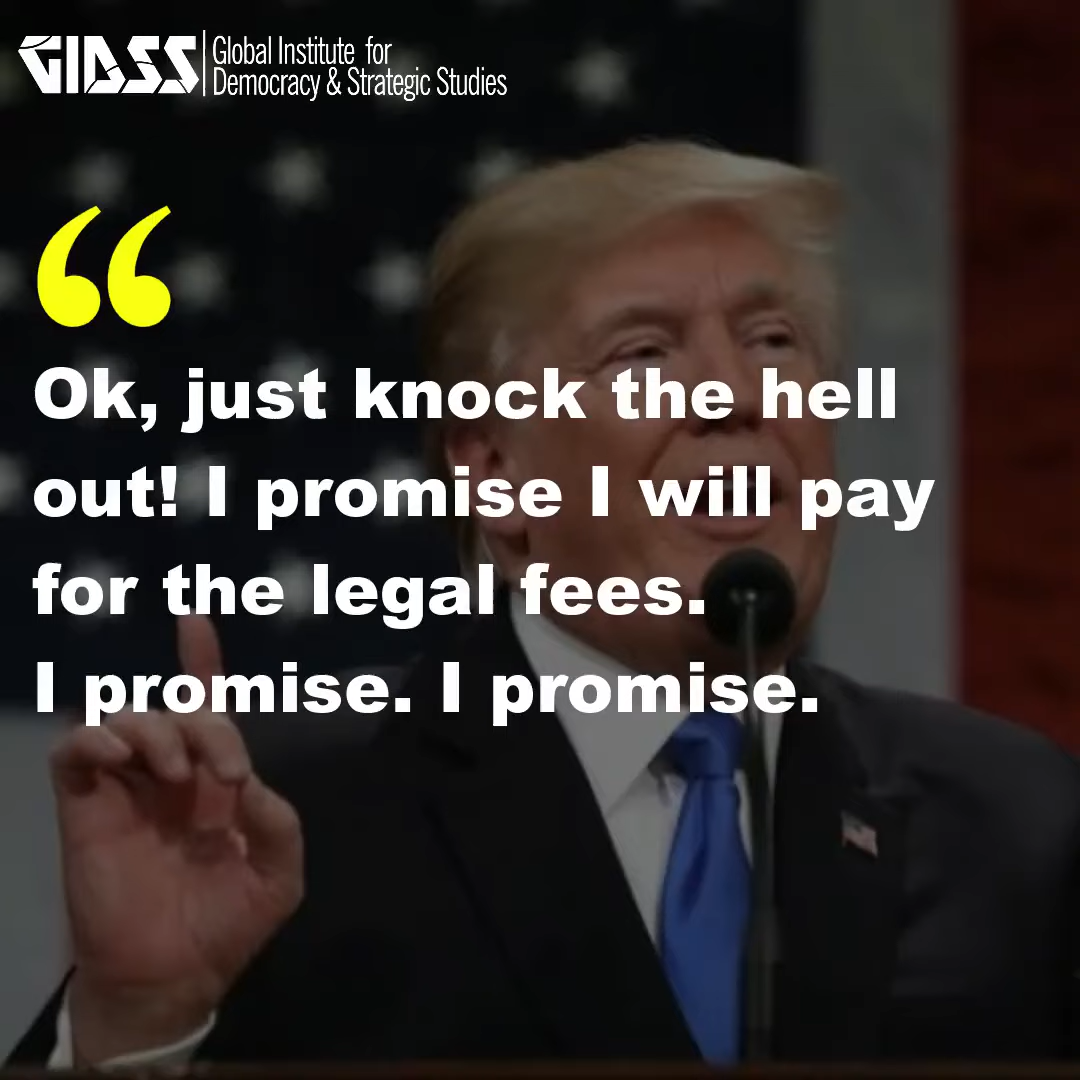 GIDSS Global Institute for
Democracy & Strategic Studies
“
Ok, just knock the hell
out! I promise I will pay
for the legal fees.
I promise. I promise.